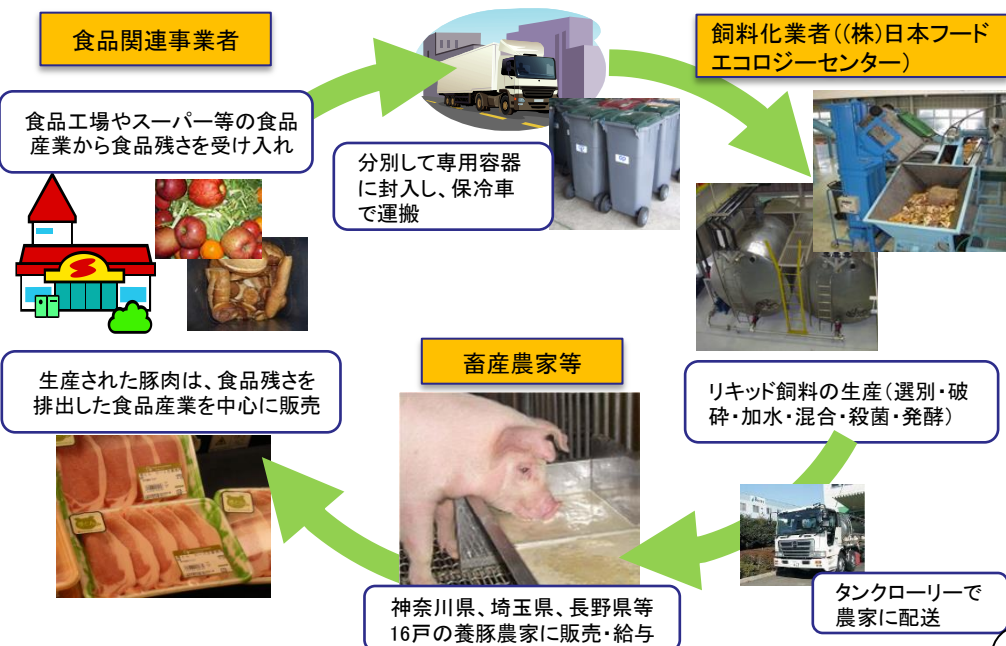 食品関連事業者
食品工場やスーパー等の食品
産業から食品残さを受け入れ
分別して専用容器
に封入し、保冷車
で運搬
飼料化業者((株)日本フード
エコロジーセンター)
リキッド飼料の生産(選別・破
砕・加水・混合・殺菌・発酵)
タンクローリーで
農家に配送
畜産農家等
神奈川県、埼玉県、長野県等
16戸の養豚農家に販売・給与
生産された豚肉は、食品残さを
排出した食品産業を中心に販売